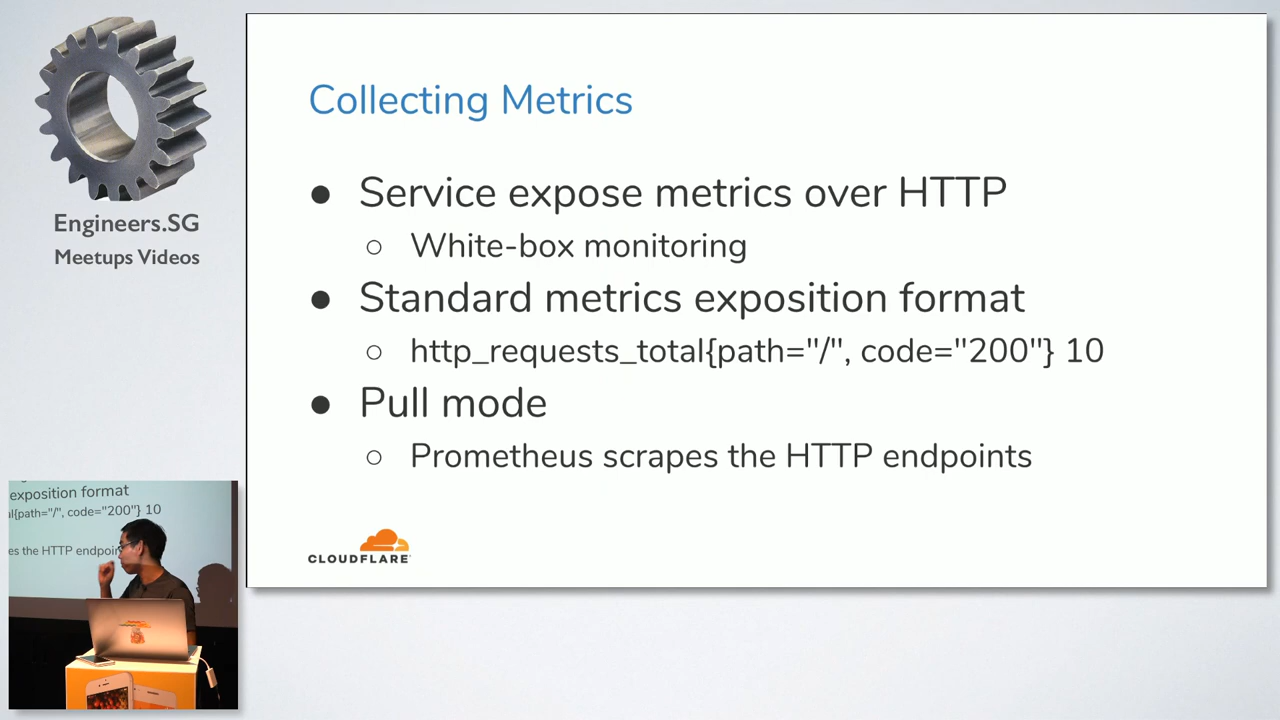 Engineers.SG
Meetups Videos
Collecting Metrics
● Service expose metrics over HTTP
○ White-box monitoring
● Standard metrics exposition format
○ http_requests_total{path="/", code="200"} 10
● Pull mode
○ Prometheus scrapes the HTTP endpoints
CLOUDFLARE
exposition format
al{path="/", code="200"} 10
es the HTTP endpoin